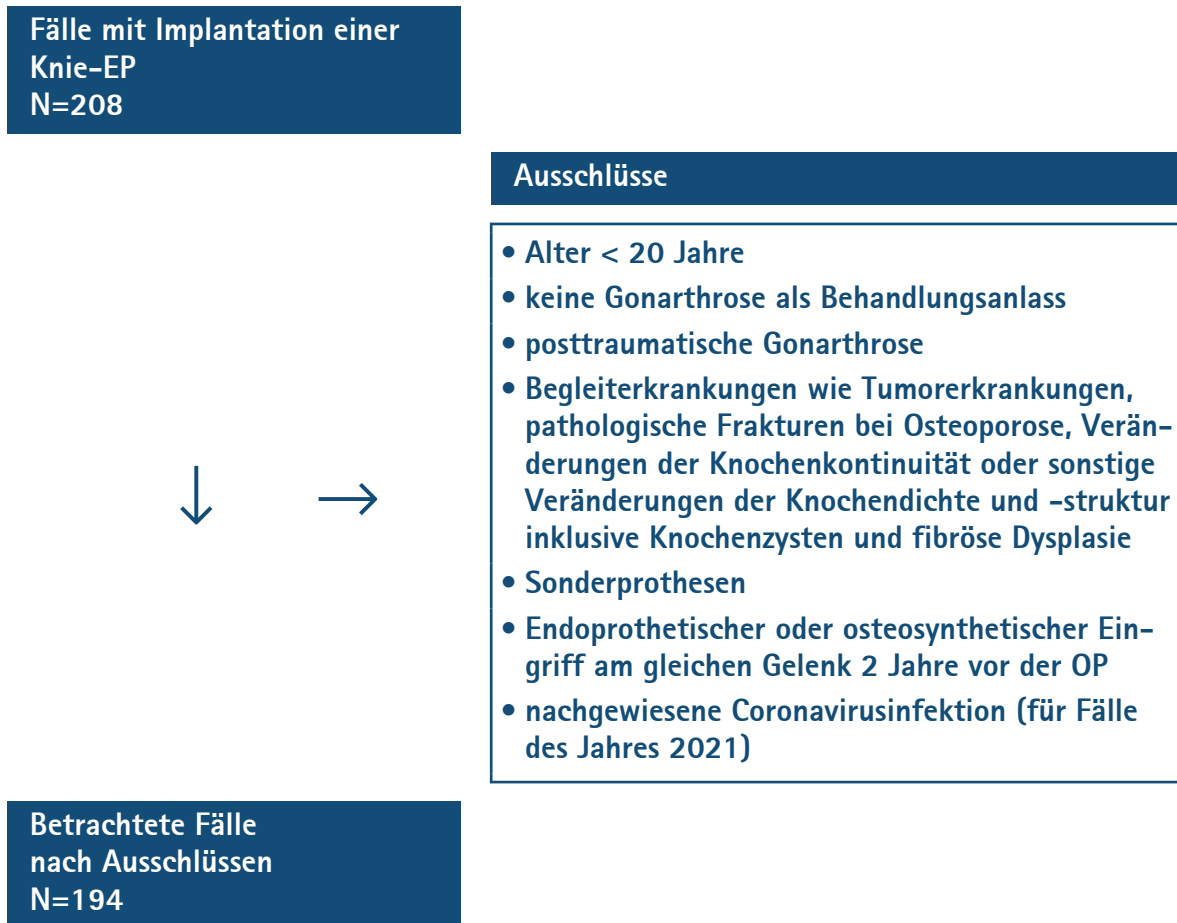 Fälle mit Implantation einer
Knie-EP
N=208
Ausschlüsse
• Alter < 20 Jahre
• keine Gonarthrose als Behandlungsanlass
• posttraumatische Gonarthrose
• Begleiterkrankungen wie Tumorerkrankungen,
pathologische Frakturen bei Osteoporose, Verän-
derungen der Knochenkontinuität oder sonstige
Veränderungen der Knochendichte und -struktur
inklusive Knochenzysten und fibröse Dysplasie
• Sonderprothesen
• Endoprothetischer oder osteosynthetischer Ein-
griff am gleichen Gelenk 2 Jahre vor der OP
• nachgewiesene Coronavirusinfektion (für Fälle
des Jahres 2021)
Betrachtete Fälle
nach Ausschlüssen
N=194